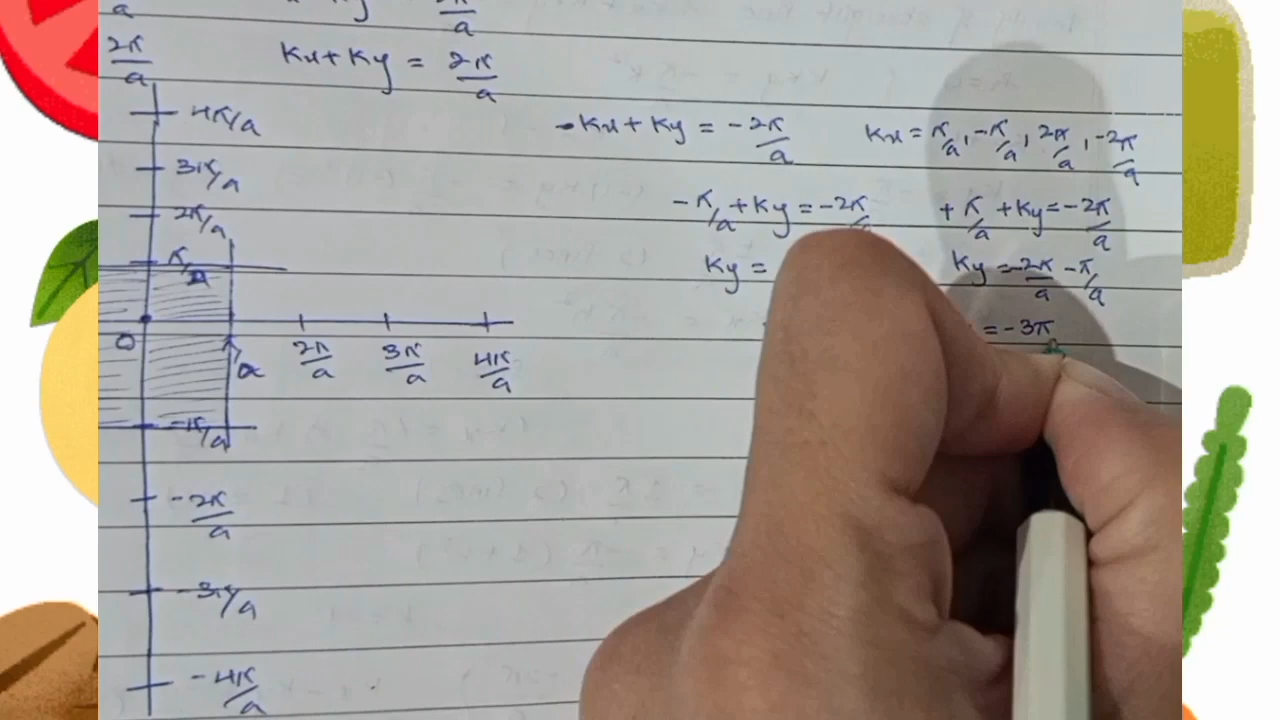 a
2π/a
2π/a Kx+Ky = 2π/a
4π/a
-Kx+Ky = -2π/a Kx = π/a, -π/a, 2π/a, -2π/a
3π/a
2π/a
-π/a + Ky = -2π/a +π/a + Ky = -2π/a
π/a
Ky = Ky = -2π/a - π/a
= -3π
0
2π/a 3π/a 4π/a
-π/a
-2π/a
-3π/a
-4π/a